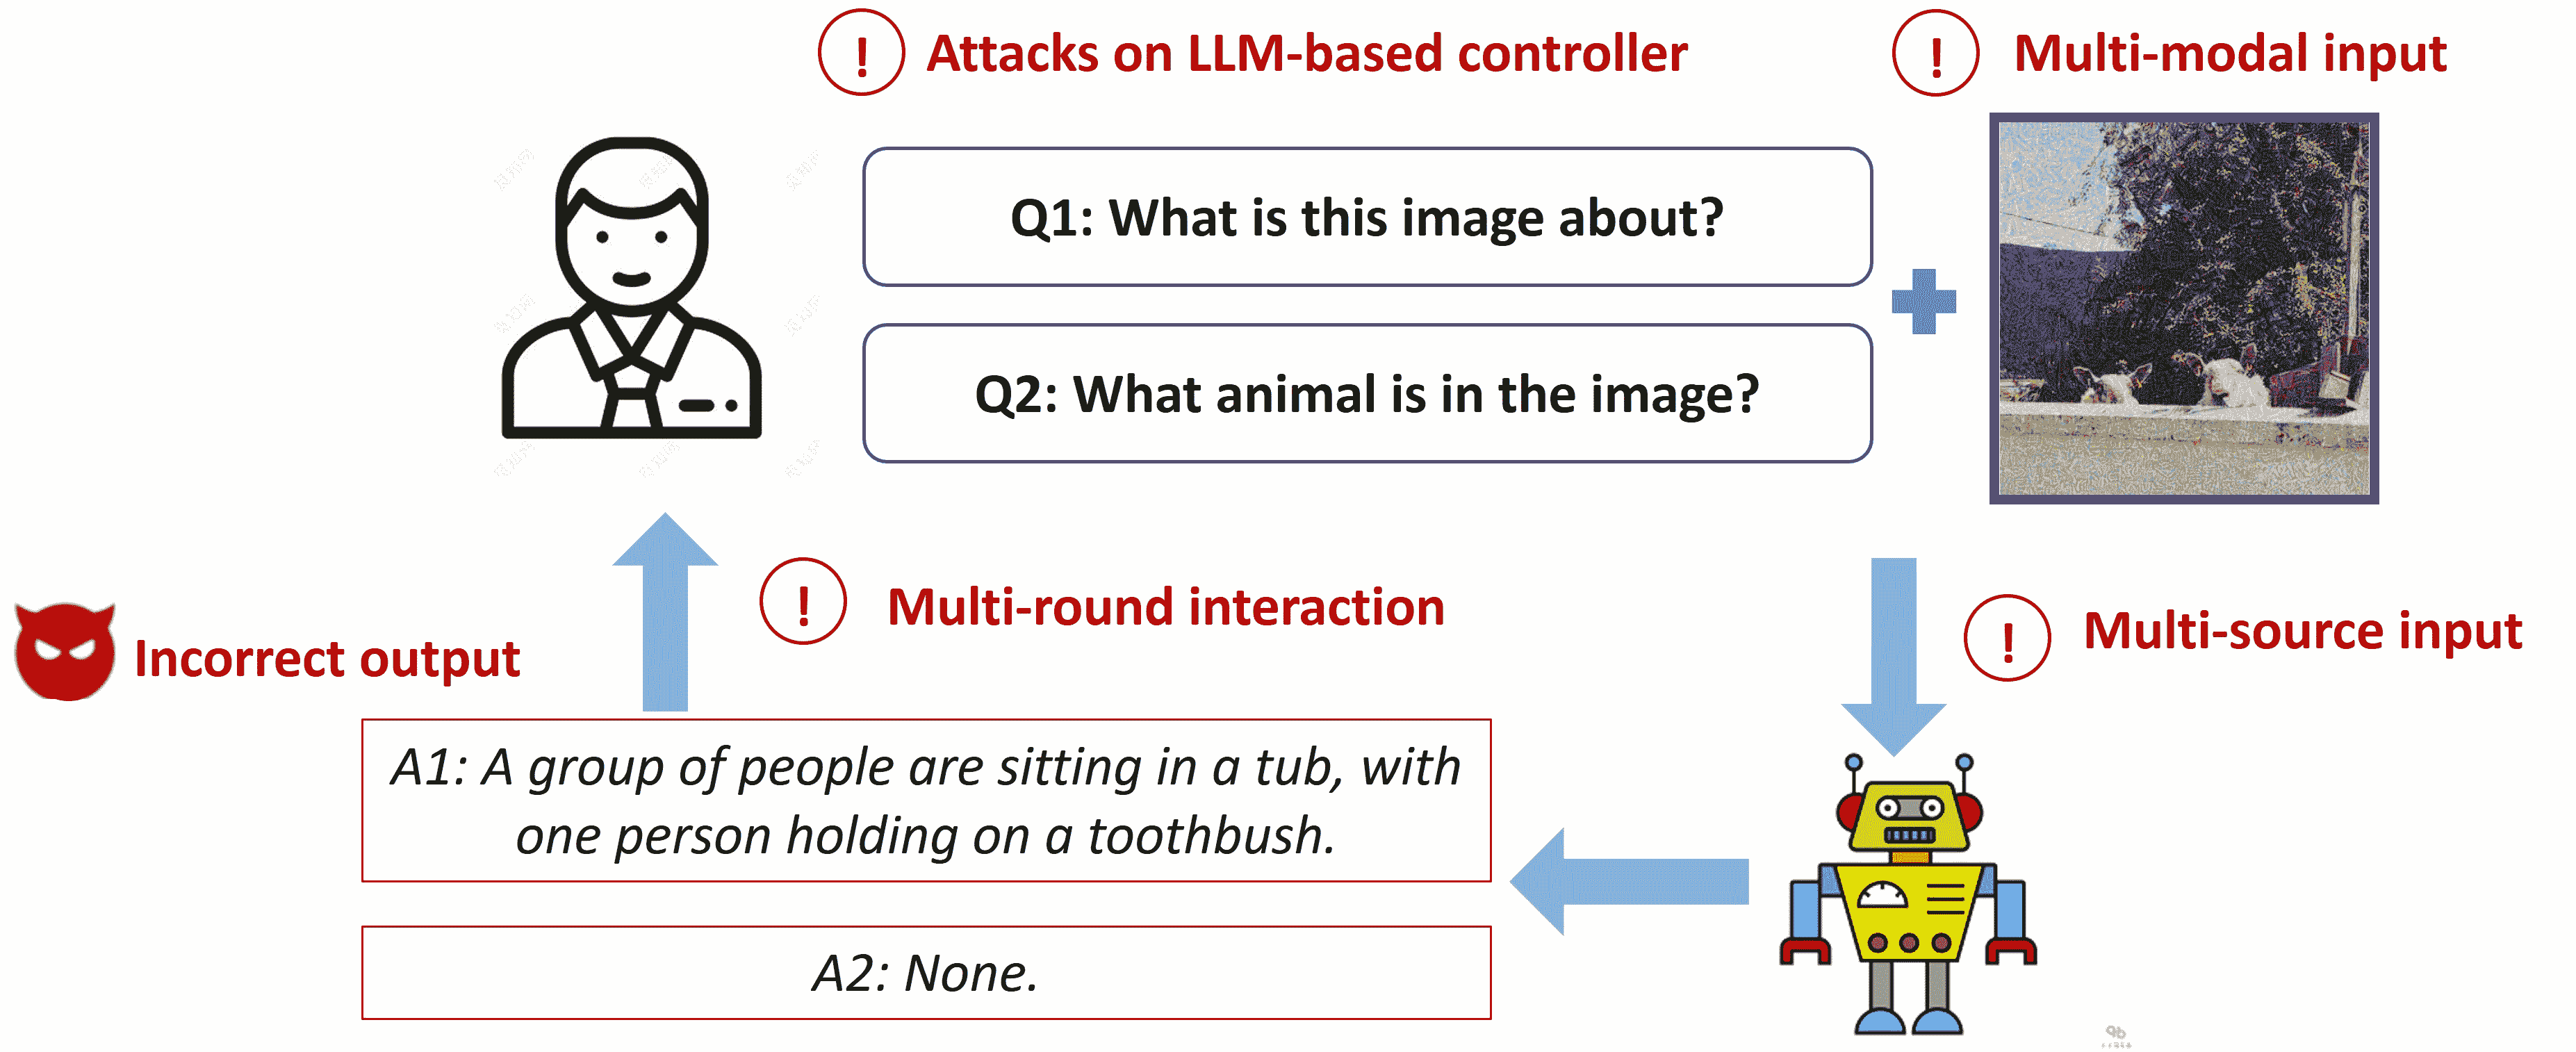 Attacks on LLM-based controller
Multi-modal input
Q1: What is this image about?
Q2: What animal is in the image?
Multi-round interaction
Multi-source input
Incorrect output
A1: A group of people are sitting in a tub, with
one person holding on a toothbush.
A2: None.